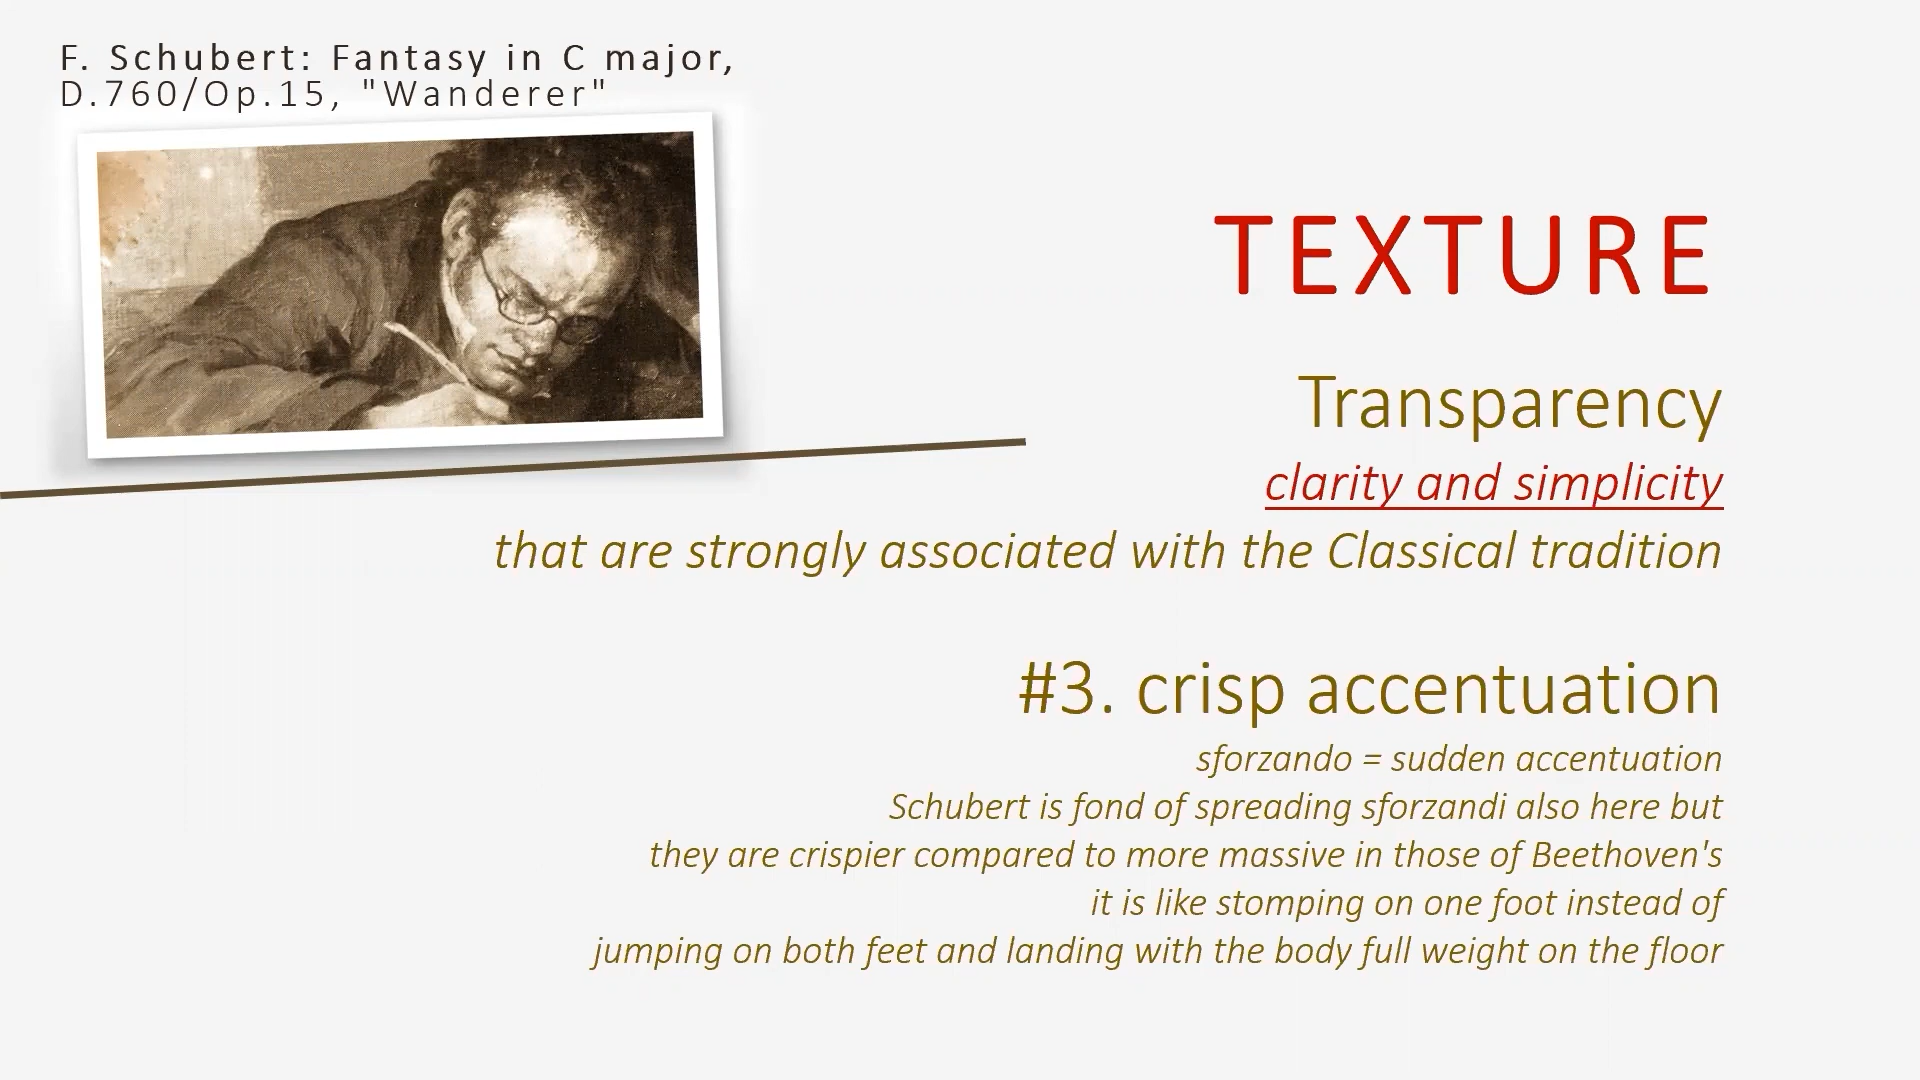 F. Schubert: Fantasy in C major,
D.760/Op.15, "Wanderer"
TEXTURE
Transparency
clarity and simplicity
that are strongly associated with the Classical tradition
#3. crisp accentuation
sforzando = sudden accentuation
Schubert is fond of spreading sforzandi also here but
they are crispier compared to more massive in those of Beethoven's
it is like stomping on one foot instead of
jumping on both feet and landing with the body full weight on the floor